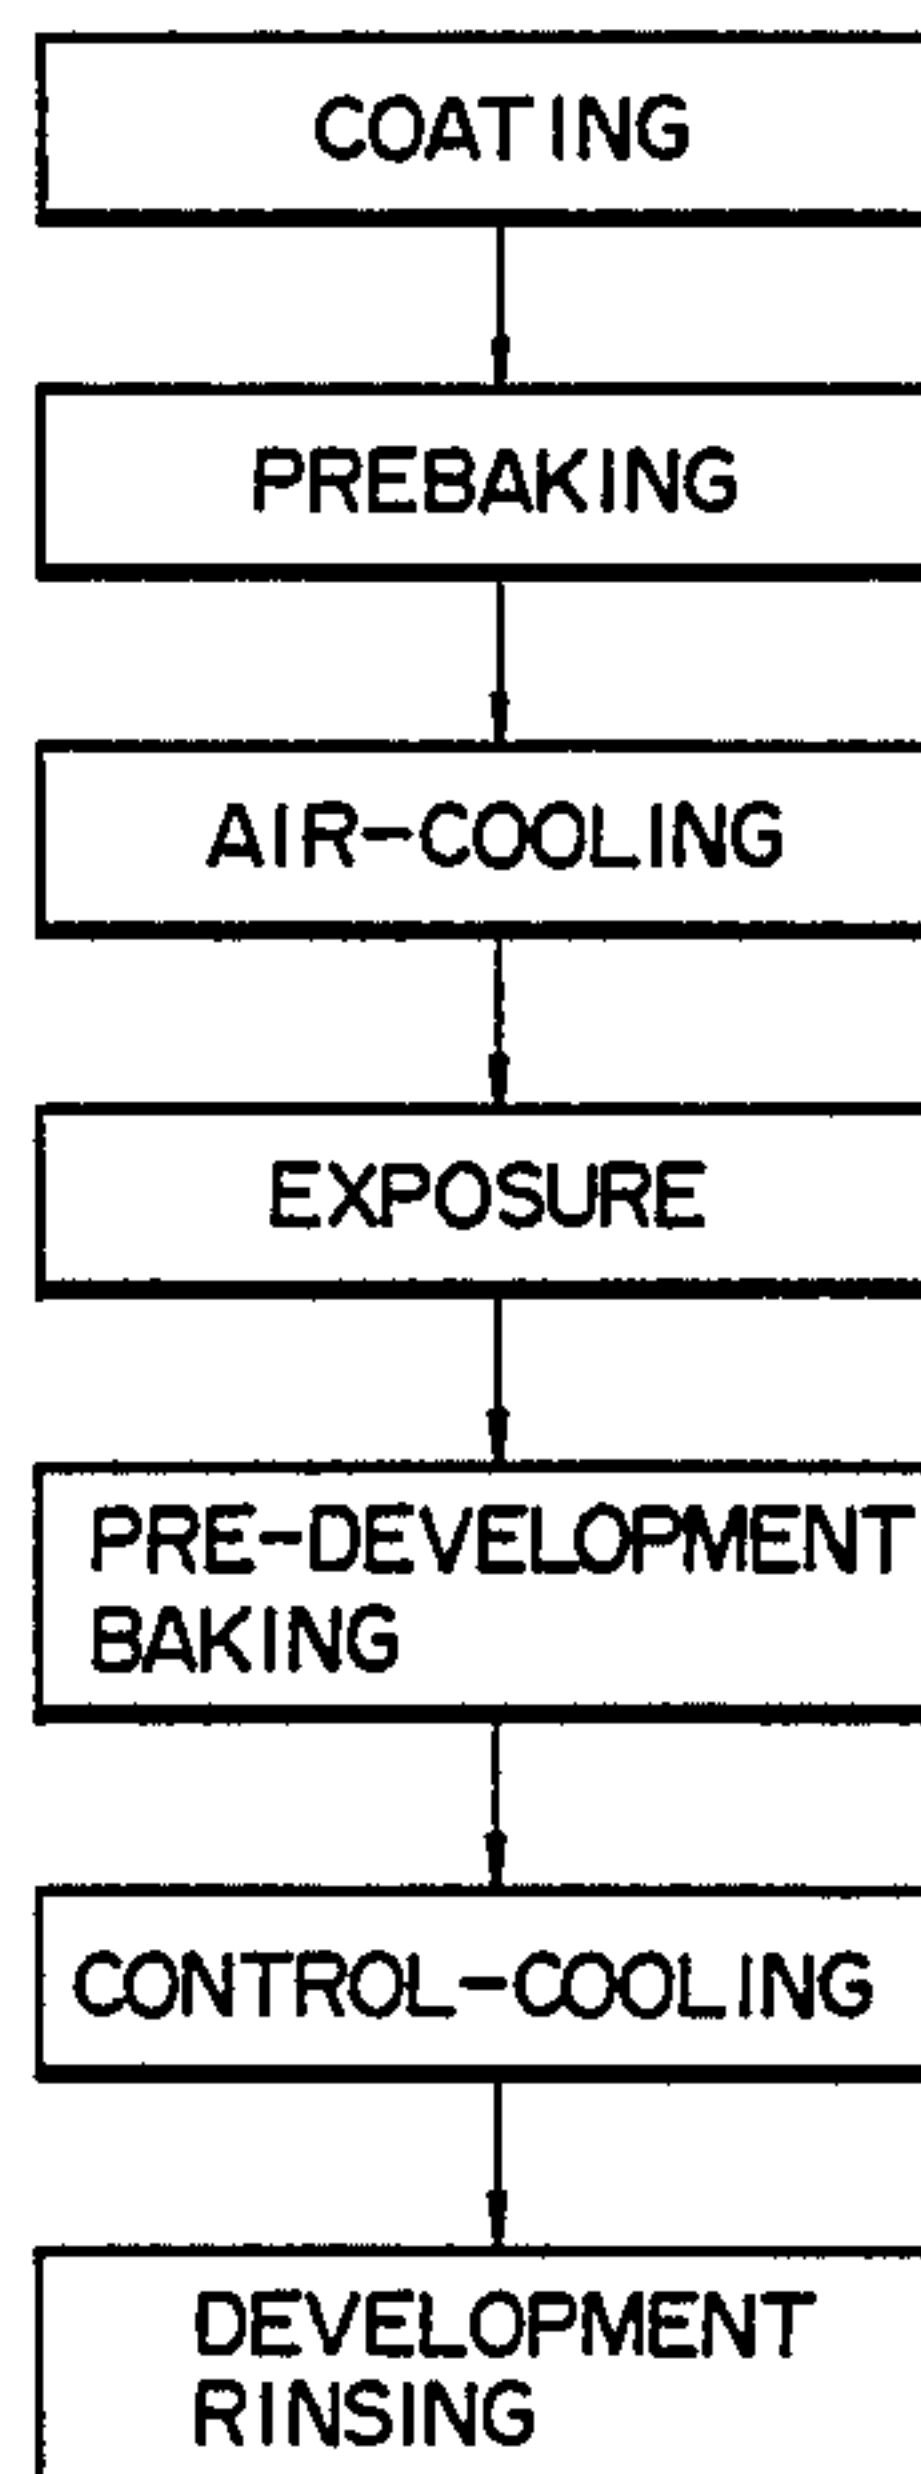 COATING
PREBAKING
AIR-COOLING
EXPOSURE
PRE-DEVELOPMENT
BAKING
CONTROL-COOLING
DEVELOPMENT
RINSING